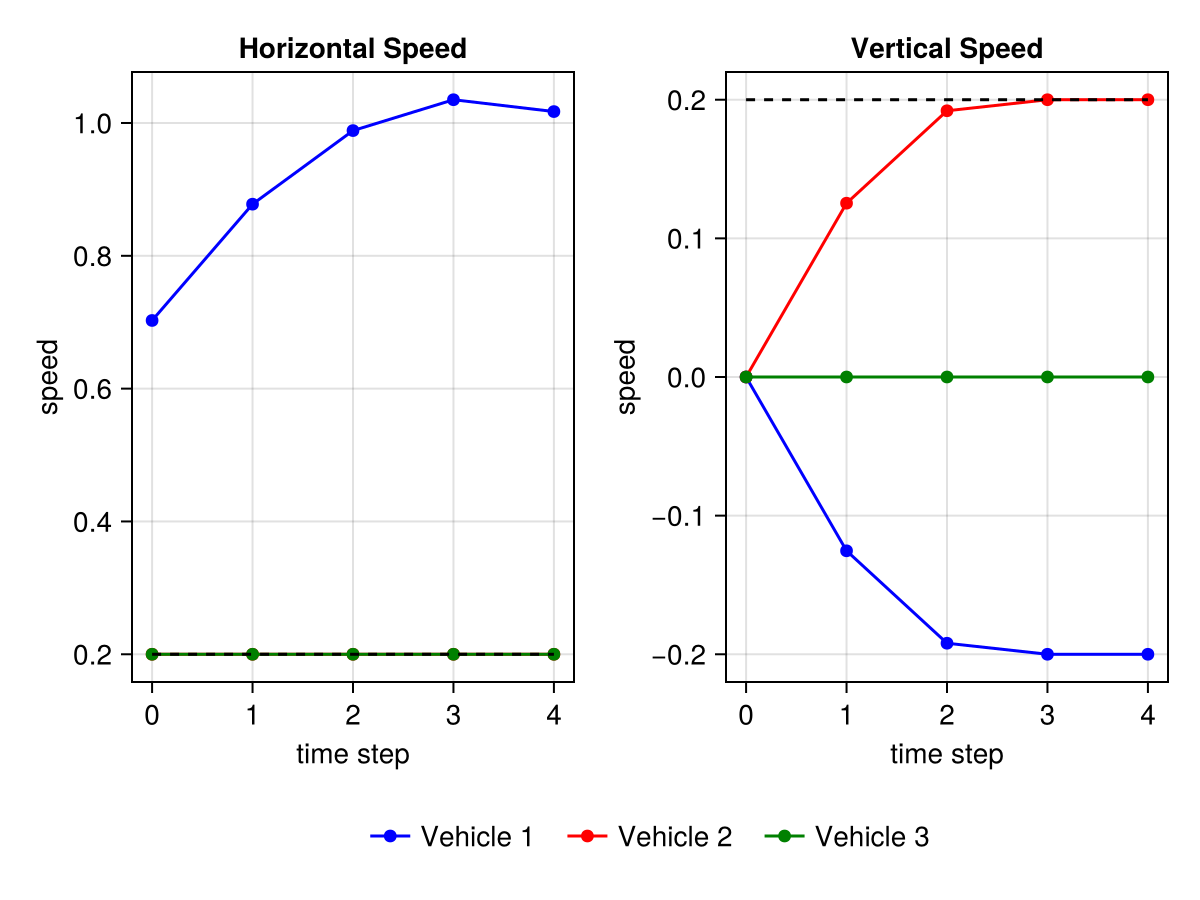 Horizontal Speed
1.0
0.8
0.6
0.4
0.2
speed
0 1 2 3 4
time step
Vertical Speed
0.2
0.1
0.0
−0.1
−0.2
speed
0 1 2 3 4
time step
Vehicle 1 Vehicle 2 Vehicle 3